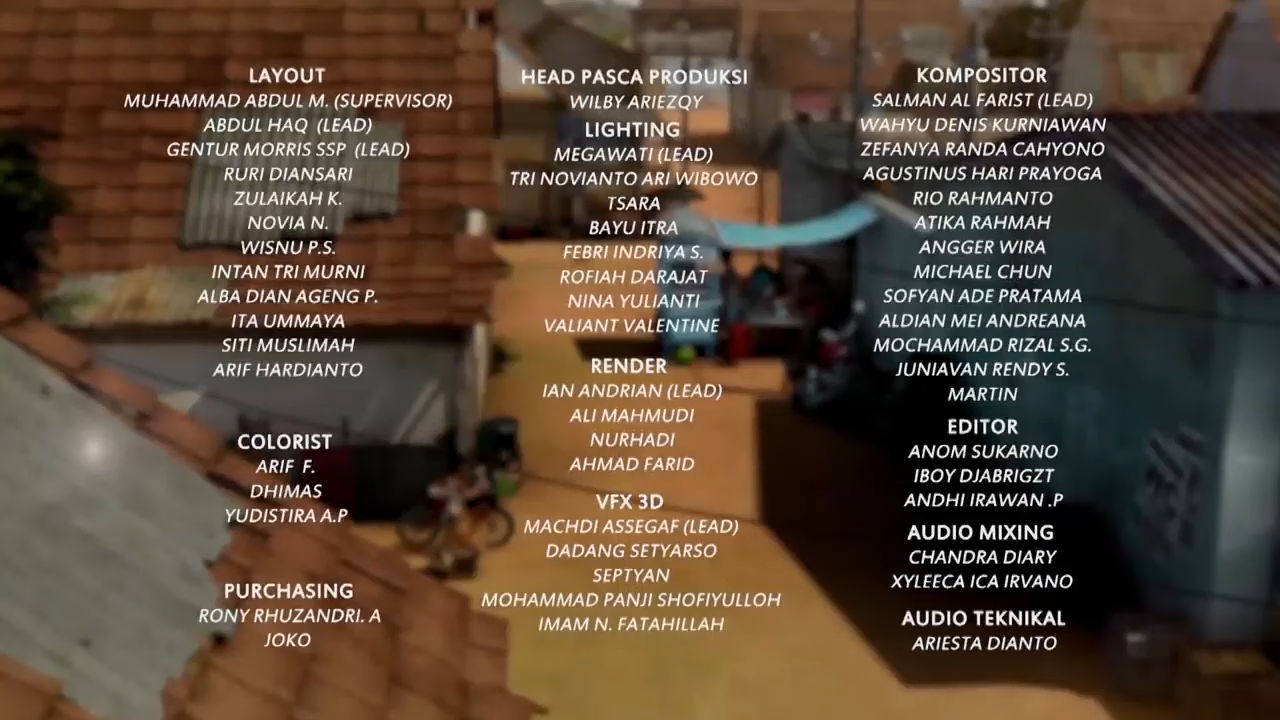 LAYOUT
MUHAMMAD ABDUL M. (SUPERVISOR)
ABDUL HAQ (LEAD)
GENTUR MORRIS SSP (LEAD)
RURI DIANSARI
ZULAIKAH K.
NOVIA N.
WISNU P.S.
INTAN TRI MURNI
ALBA DIAN AGENG P.
ITA UMMAYA
SITI MUSLIMAH
ARIF HARDIANTO
COLORIST
ARIF F.
DHIMAS
YUDISTIRA A.P
PURCHASING
RONY RHUZANDRI. A
JOKO
HEAD PASCA PRODUKSI
WILBY ARIEZQY
LIGHTING
MEGAWATI (LEAD)
TRI NOVIANTO ARI WIBOWO
TSARA
BAYU ITRA
FEBRI INDRIYA S.
ROFIAH DARAJAT
NINA YULIANTI
VALIANT VALENTINE
RENDER
IAN ANDRIAN (LEAD)
ALI MAHMUDI
NURHADI
AHMAD FARID
VFX 3D
MACHDI ASSEGAF (LEAD)
DADANG SETYARSO
SEPTYAN
MOHAMMAD PANJI SHOFIYULLOH
IMAM N. FATAHILLAH
KOMPOSITOR
SALMAN AL FARIST (LEAD)
WAHYU DENIS KURNIAWAN
ZEFANYA RANDA CAHYONO
AGUSTINUS HARI PRAYOGA
RIO RAHMANTO
ATIKA RAHMAH
ANGGER WIRA
MICHAEL CHUN
SOFYAN ADE PRATAMA
ALDIAN MEI ANDREANA
MOCHAMMAD RIZAL S.G.
JUNIAVAN RENDY S.
MARTIN
EDITOR
ANOM SUKARNO
IBOY DJABRIGZT
ANDHI IRAWAN .P
AUDIO MIXING
CHANDRA DIARY
XYLEECA ICA IRVANO
AUDIO TEKNIKAL
ARIESTA DIANTO